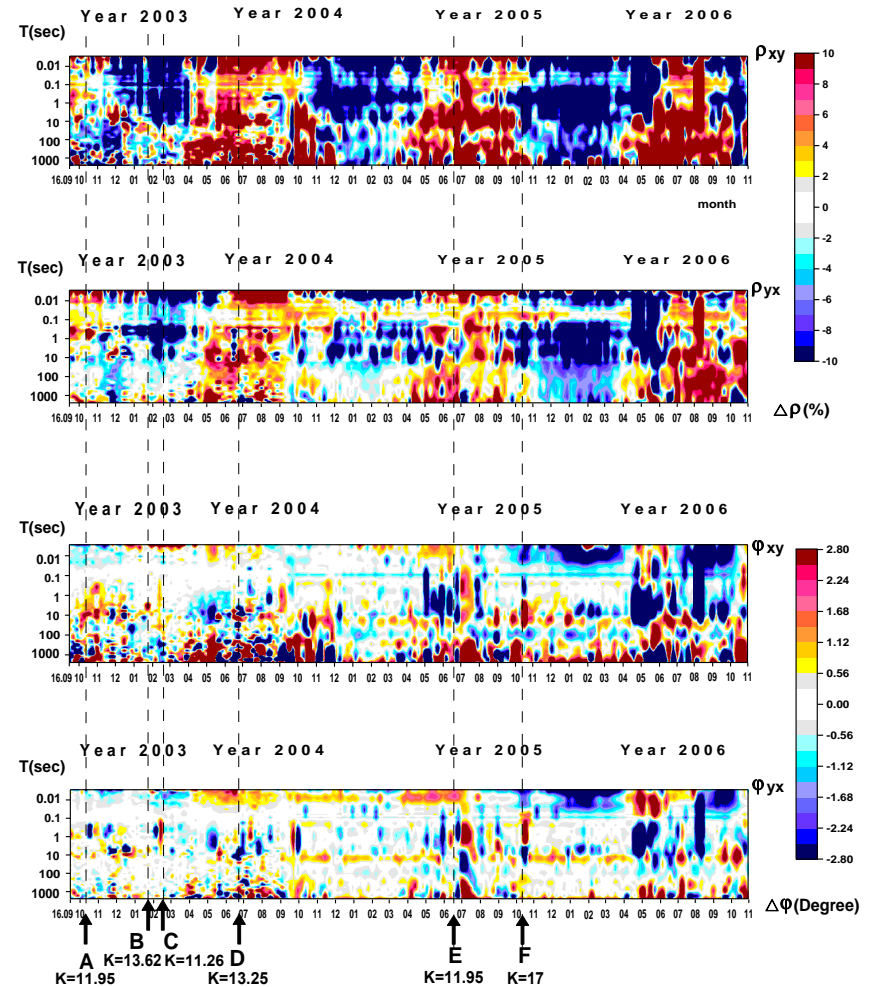 Year 2003 Year 2004 Year 2005 Year 2006
T(sec) ρxy
0.01
0.1
1
10
100
1000
16.09 10 11 12 01 02 03 04 05 06 07 08 09 10 11 12 01 02 03 04 05 06 07 08 09 10 11 12 01 02 03 04 05 06 07 08 09 10 11
month
10
8
6
4
2
0
-2
-4
-6
-8
-10
Year 2003 Year 2004 Year 2005 Year 2006
T(sec) ρyx
0.01
0.1
1
10
100
1000
16.09 10 11 12 01 02 03 04 05 06 07 08 09 10 11 12 01 02 03 04 05 06 07 08 09 10 11 12 01 02 03 04 05 06 07 08 09 10 11
△ρ(%)
Year 2003 Year 2004 Year 2005 Year 2006
T(sec) φxy
0.01
0.1
1
10
100
1000
16.09 10 11 12 01 02 03 04 05 06 07 08 09 10 11 12 01 02 03 04 05 06 07 08 09 10 11 12 01 02 03 04 05 06 07 08 09 10 11
2.80
2.24
1.68
1.12
0.56
0.00
-0.56
-1.12
-1.68
-2.24
-2.80
Year 2003 Year 2004 Year 2005 Year 2006
T(sec) φyx
0.01
0.1
1
10
100
1000
16.09 10 11 12 01 02 03 04 05 06 07 08 09 10 11 12 01 02 03 04 05 06 07 08 09 10 11 12 01 02 03 04 05 06 07 08 09 10 11
△φ(Degree)
A B C D E F
K=11.95 K=13.62 K=11.26 K=13.25 K=11.95 K=17